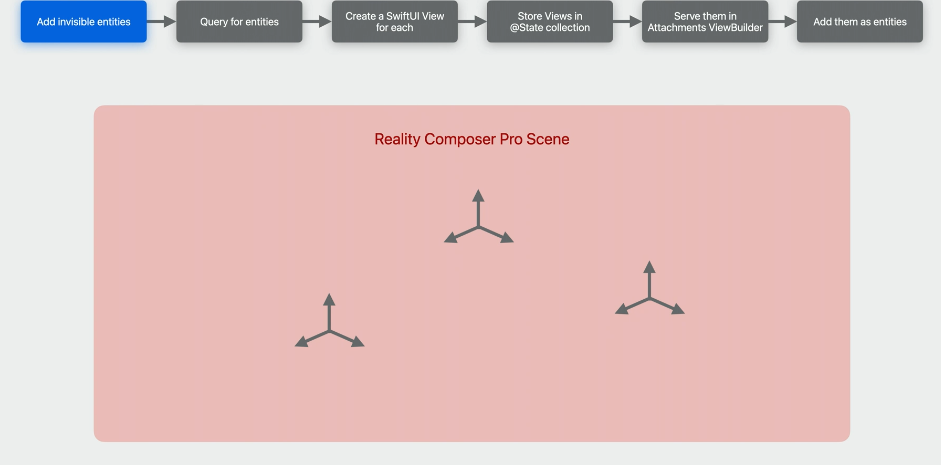 Add invisible entities
Query for entities
Create a SwiftUI View
for each
Store Views in
@State collection
Serve them in
Attachments ViewBuilder
Add them as entities
Reality Composer Pro Scene